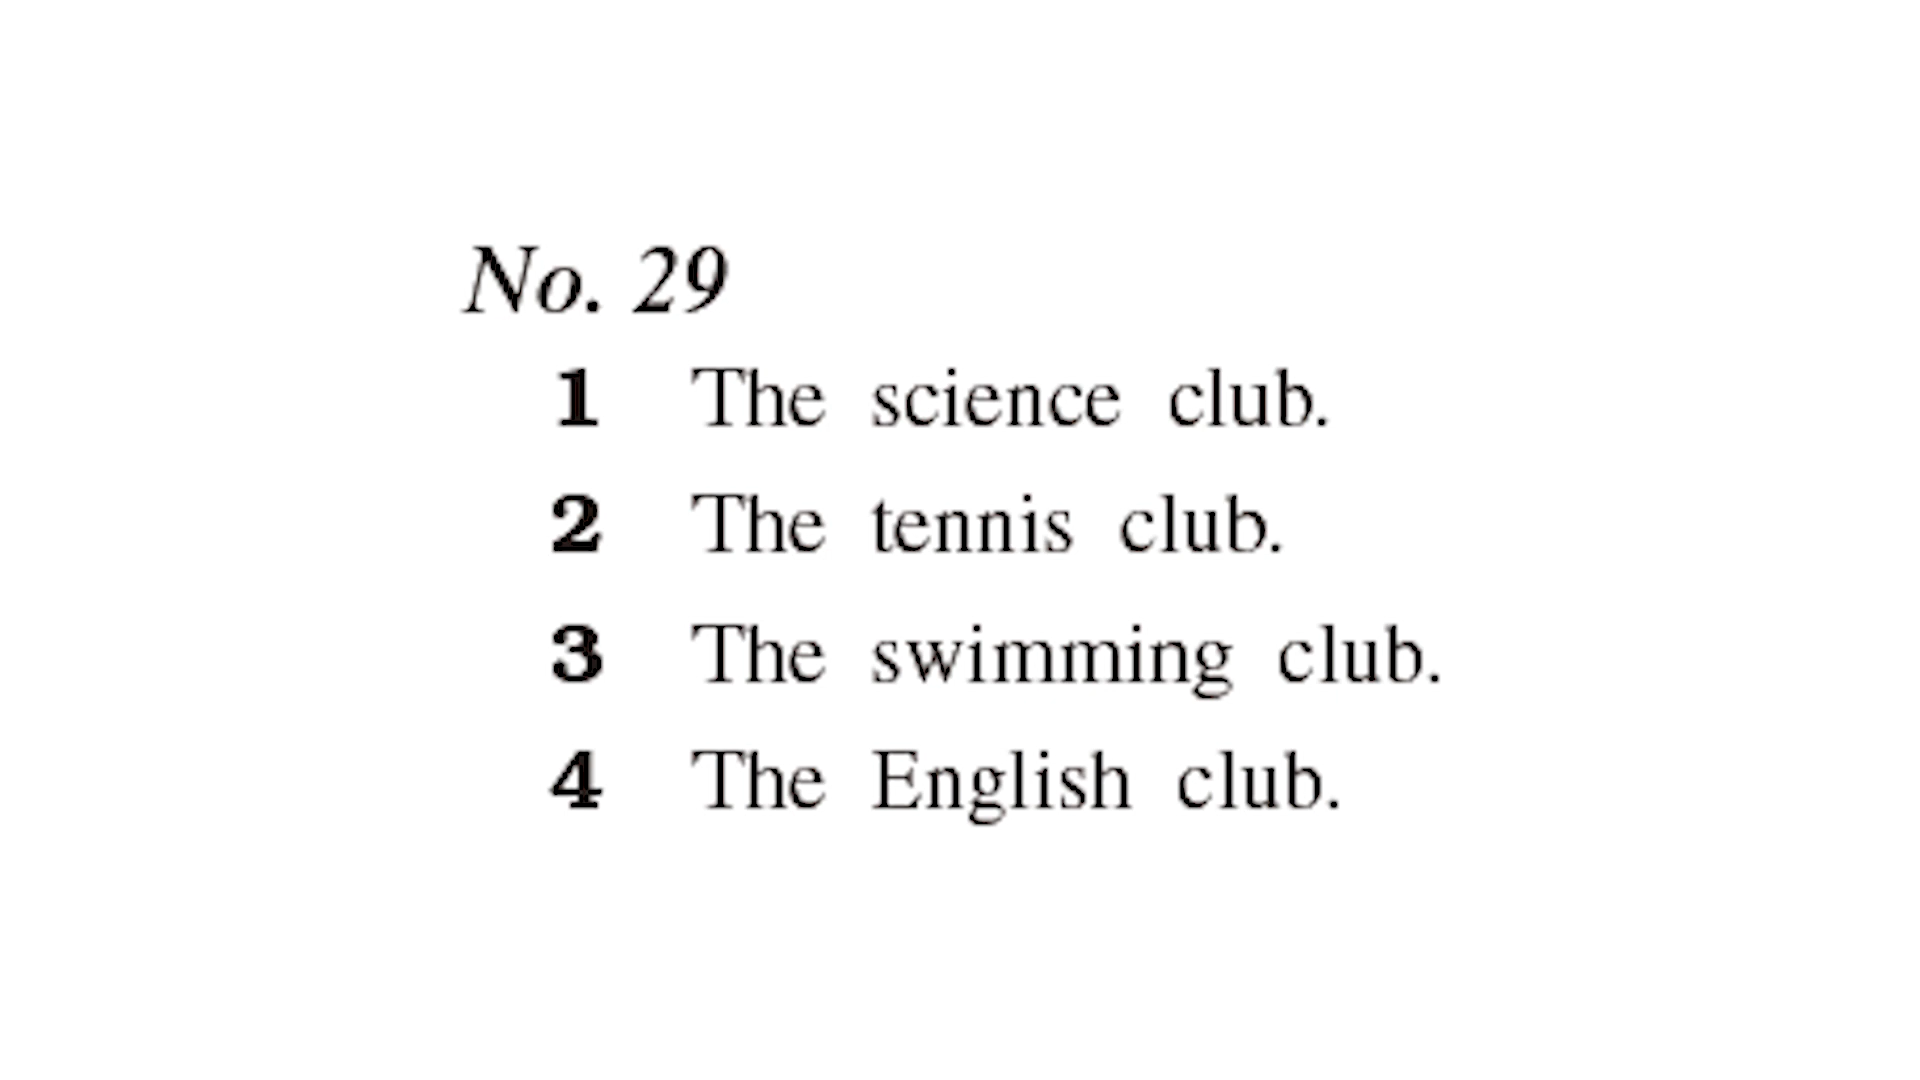 No. 29
1 The science club.
2 The tennis club.
3 The swimming club.
4 The English club.